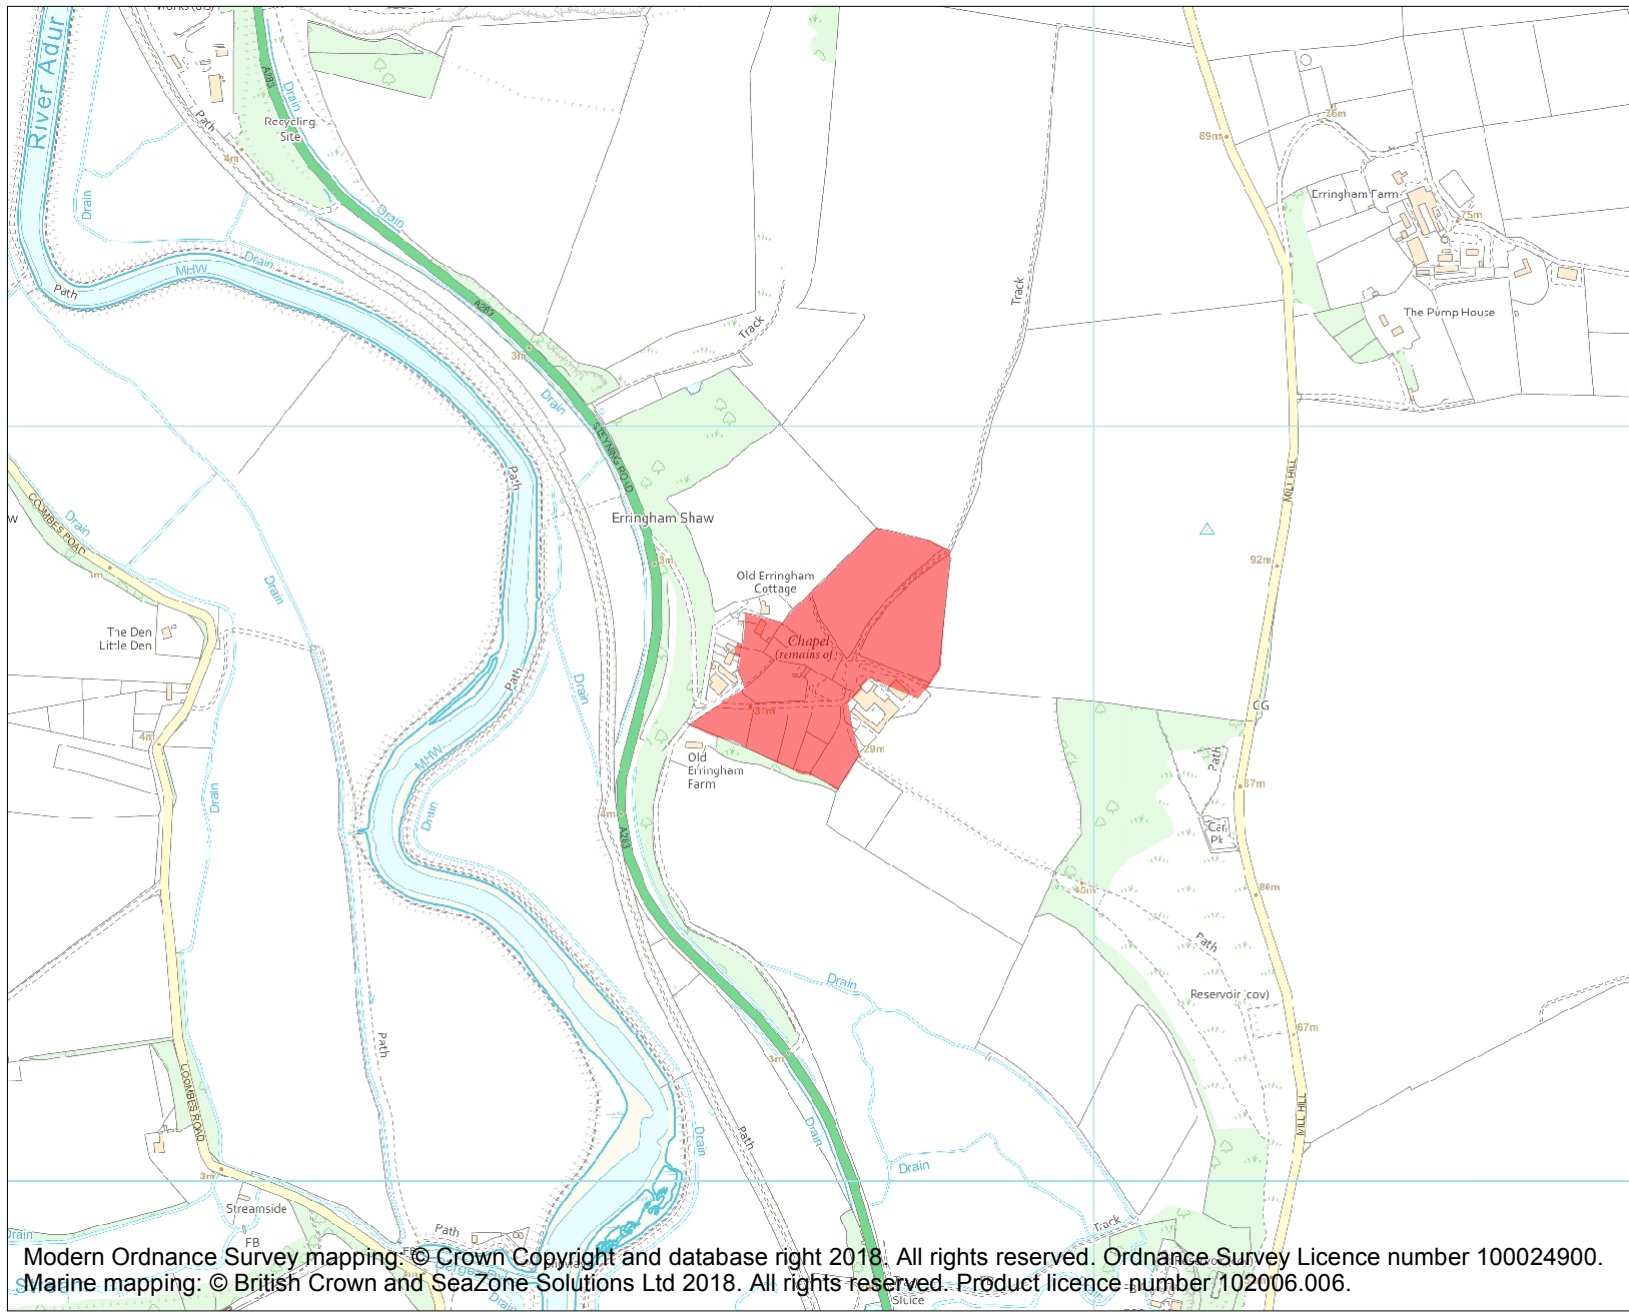 River Adur
A283
Drain
Recycling
Site
Path
4m
Drain
Drain
Drain
MHW
Path
A283
3m
Drain
Track
Track
89m
76m
Erringham Farm
75m
The Pump House
STEYNING ROAD
Path
MILL HILL
Erringham Shaw
3m
COOMBES ROAD
Drain
Drain
92m
Old Erringham
Cottage
The Den
Little Den
Chapel
(remains of)
Path
Drain
31m
29m
CG
4m
MHW
Old
Erringham
Farm
Path
87m
Drain
Drain
4m
A283
Car
Pk
45m
80m
Path
Drain
Reservoir (cov)
67m
Path
3m
COOMBES ROAD
MILL HILL
Drain
Path
Drain
Drain
3m
Streamside
FB
Path
Track
Drain
Modern Ordnance Survey mapping: © Crown Copyright and database right 2018. All rights reserved. Ordnance Survey Licence number 100024900.
Marine mapping: © British Crown and SeaZone Solutions Ltd 2018. All rights reserved. Product licence number 102006.006.
Drain
Sluice